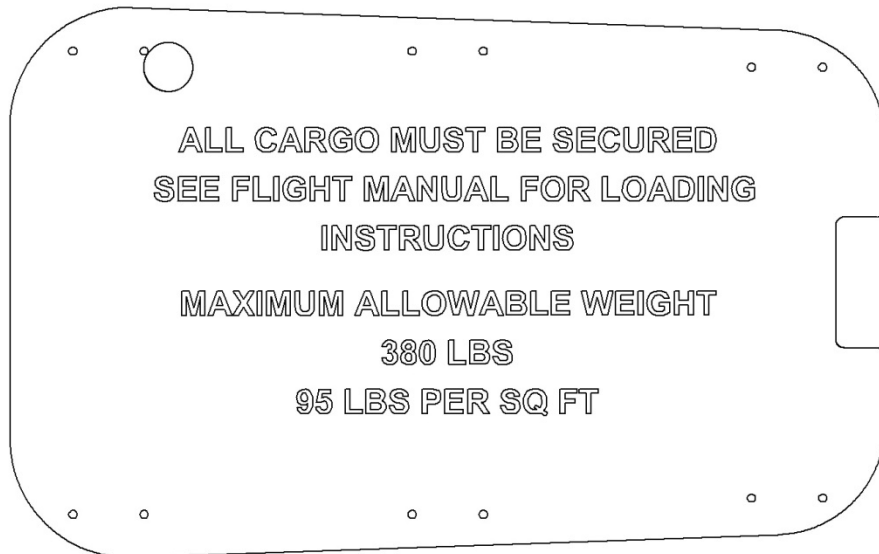 ALL CARGO MUST BE SECURED
SEE FLIGHT MANUAL FOR LOADING
INSTRUCTIONS
MAXIMUM ALLOWABLE WEIGHT
380 LBS
95 LBS PER SQ FT